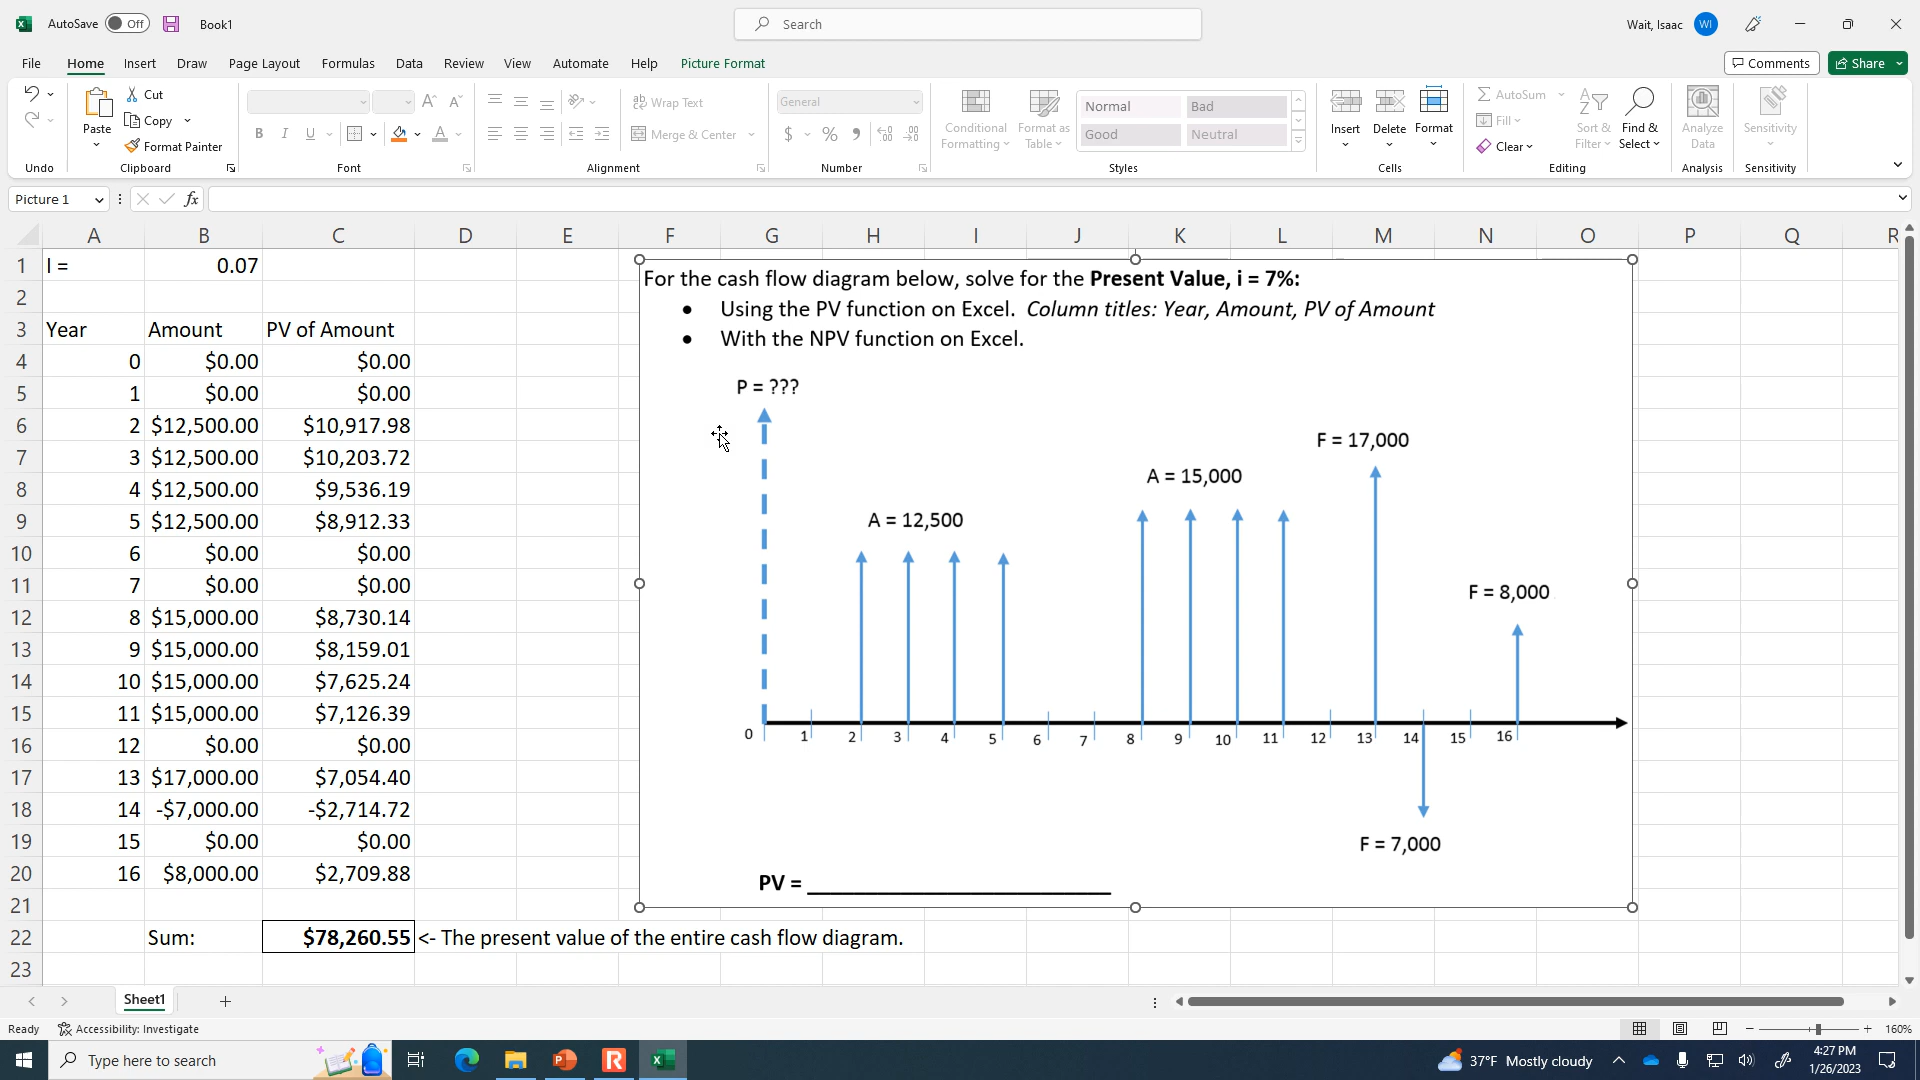 AutoSave Off Book1 Search Wait, Isaac WI
File Home Insert Draw Page Layout Formulas Data Review View Automate Help Picture Format Comments Share
Cut
Copy
Format Painter
Paste
Wrap Text
Merge & Center
General
Conditional Formatting
Format as Table
Normal Bad
Good Neutral
Insert Delete Format
AutoSum
Fill
Clear
Sort & Filter
Find & Select
Analyze Data
Sensitivity
Undo Clipboard Font Alignment Number Styles Cells Editing Analysis Sensitivity
Picture 1 fx
A B C D E F G H I J K L M N O P Q R
1 I = 0.07
2
3 Year Amount PV of Amount
4 0 $0.00 $0.00
5 1 $0.00 $0.00
6 2 $12,500.00 $10,917.98
7 3 $12,500.00 $10,203.72
8 4 $12,500.00 $9,536.19
9 5 $12,500.00 $8,912.33
10 6 $0.00 $0.00
11 7 $0.00 $0.00
12 8 $15,000.00 $8,730.14
13 9 $15,000.00 $8,159.01
14 10 $15,000.00 $7,625.24
15 11 $15,000.00 $7,126.39
16 12 $0.00 $0.00
17 13 $17,000.00 $7,054.40
18 14 -$7,000.00 -$2,714.72
19 15 $0.00 $0.00
20 16 $8,000.00 $2,709.88
21
22 Sum: $78,260.55 <- The present value of the entire cash flow diagram.
23
For the cash flow diagram below, solve for the Present Value, i = 7%:
• Using the PV function on Excel. Column titles: Year, Amount, PV of Amount
• With the NPV function on Excel.
P = ???
F = 17,000
A = 15,000
A = 12,500
F = 8,000
0 1 2 3 4 5 6 7 8 9 10 11 12 13 14 15 16
F = 7,000
PV =
Sheet1
Ready Accessibility: Investigate 160%
Type here to search 37°F Mostly cloudy 4:27 PM
1/26/2023